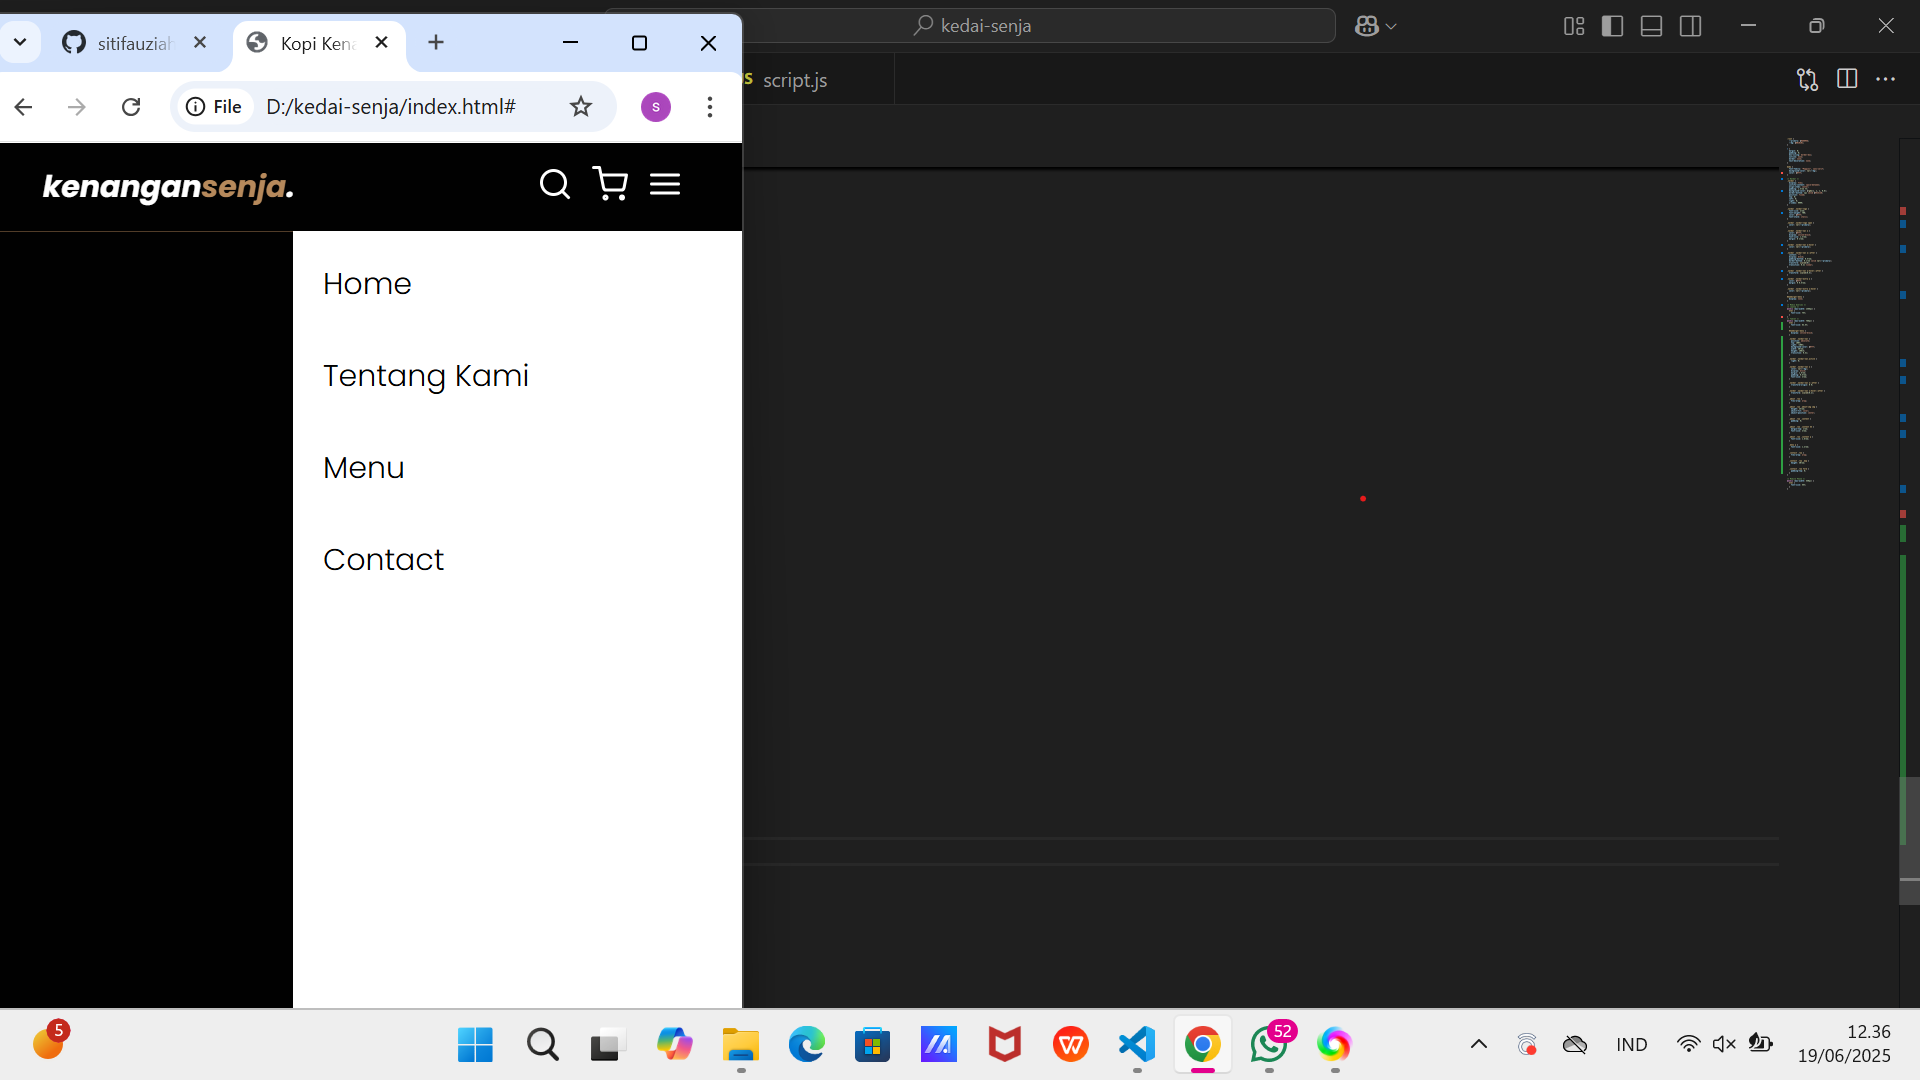 kedai-senja
sitifauziah
Kopi Kena
JS script.js
File
D:/kedai-senja/index.html#
s
kenangansenja.
Home
Tentang Kami
Menu
Contact
5
52
IND
12.36
19/06/2025